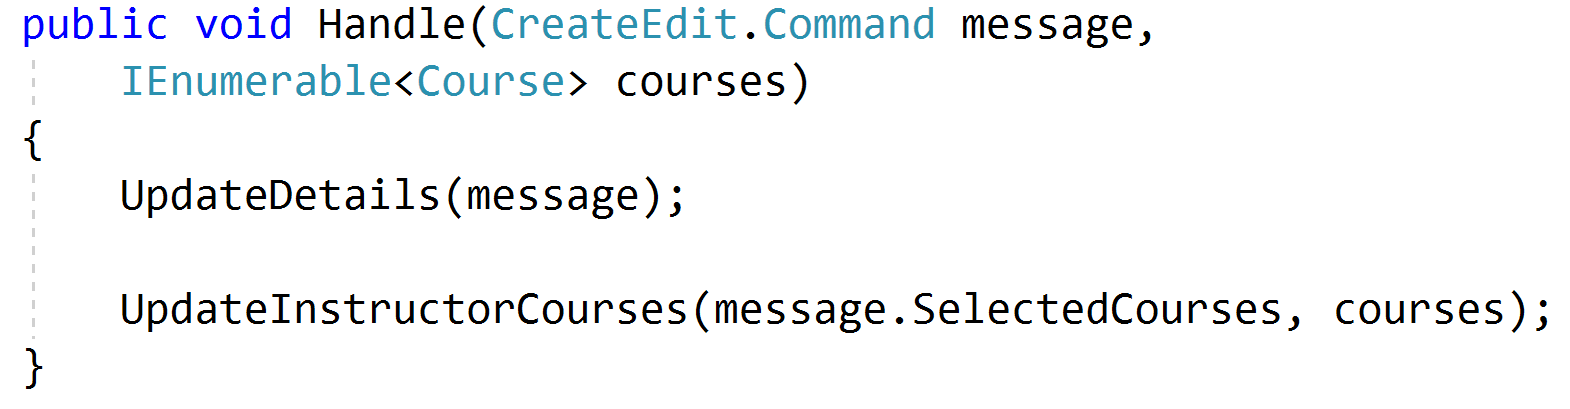 public void Handle(CreateEdit.Command message,
IEnumerable<Course> courses)
{
UpdateDetails(message);
UpdateInstructorCourses(message.SelectedCourses, courses);
}